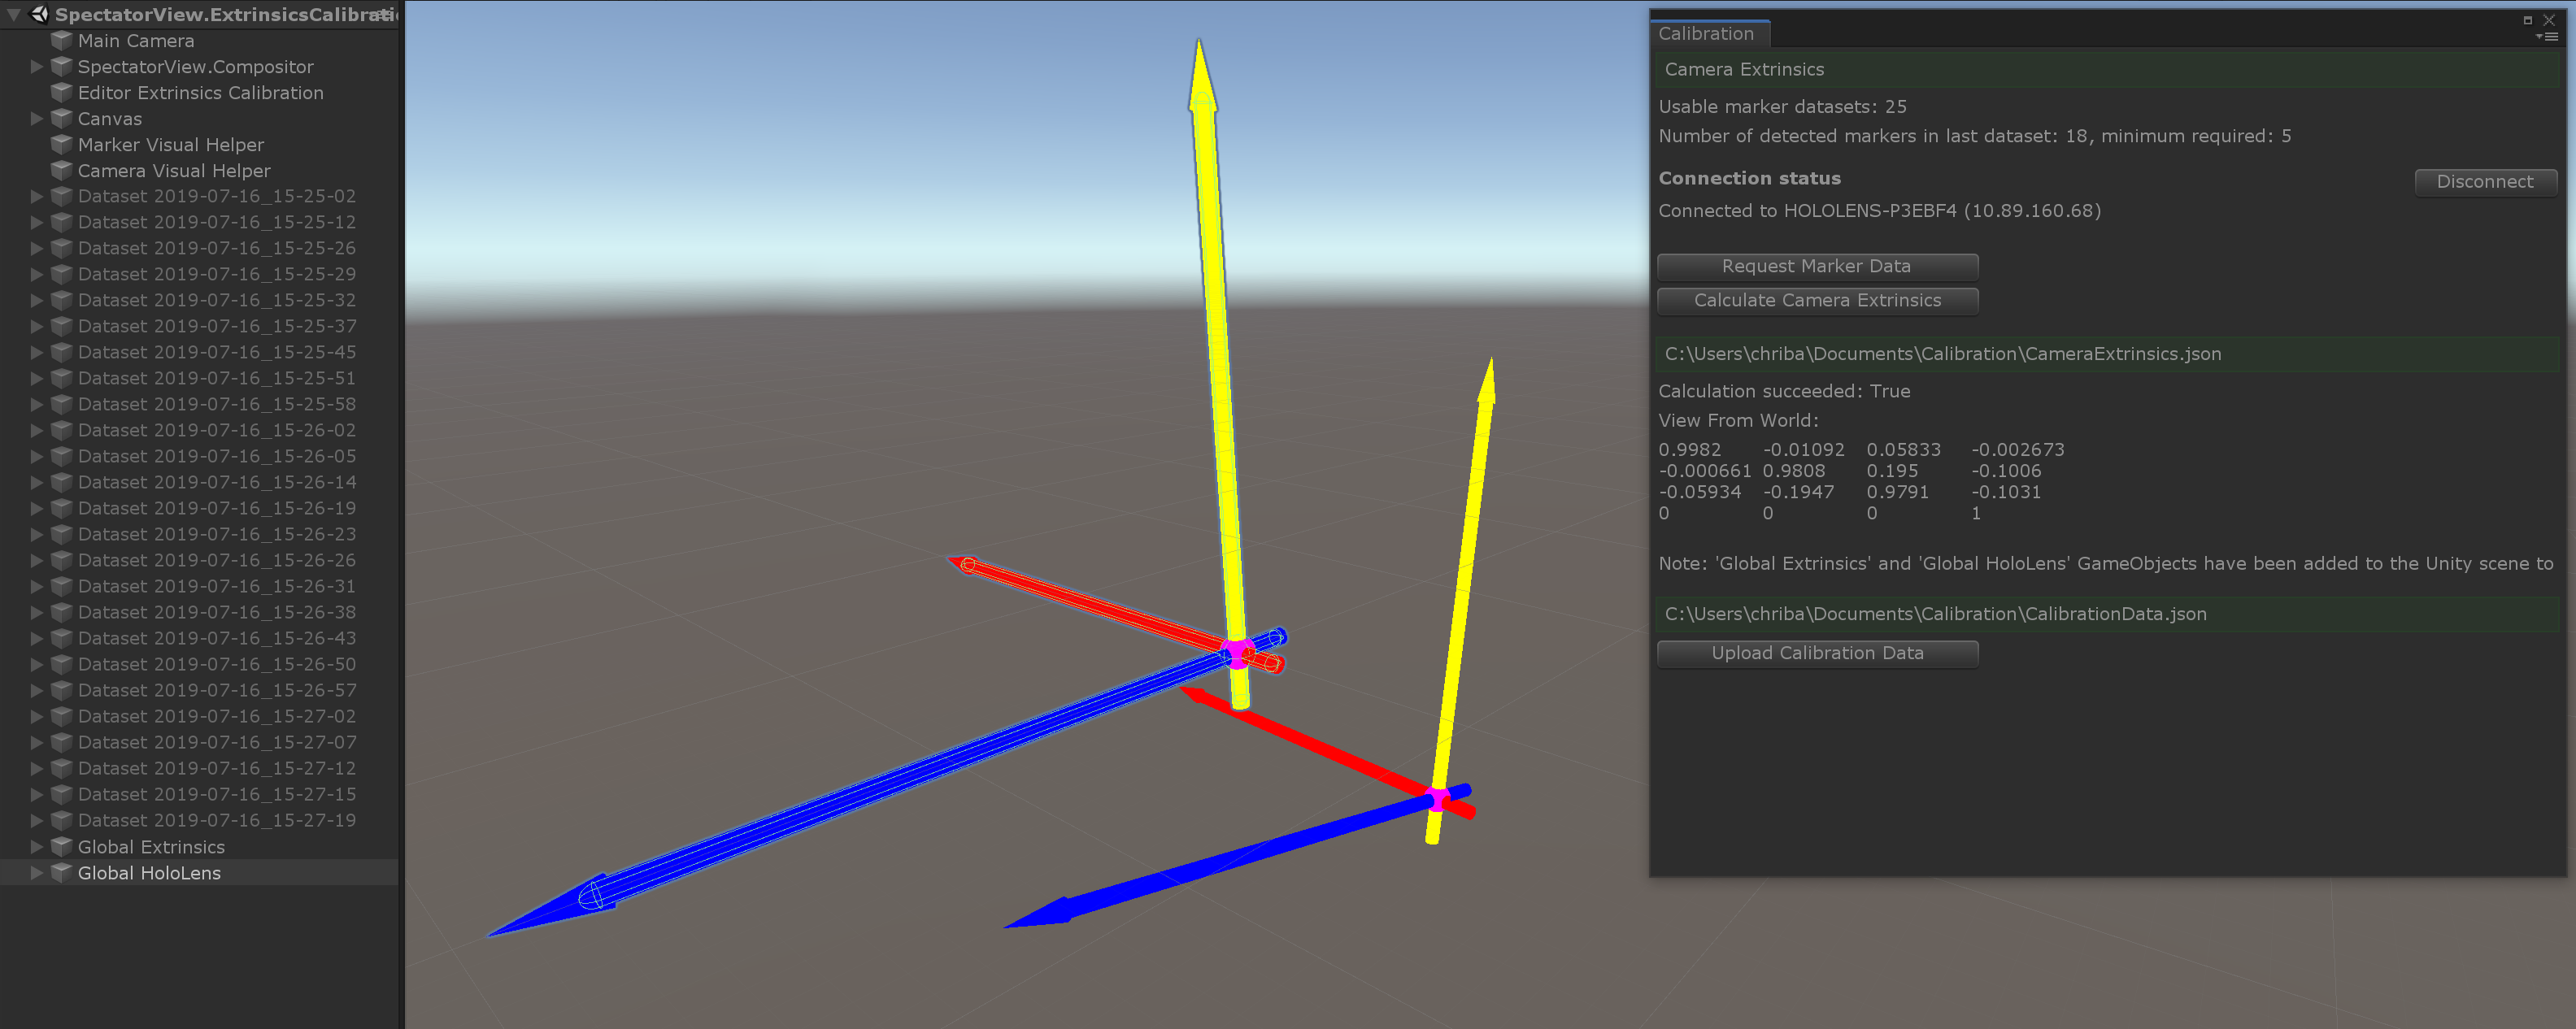 SpectatorView.ExtrinsicsCalibrati
Main Camera
SpectatorView.Compositor
Editor Extrinsics Calibration
Canvas
Marker Visual Helper
Camera Visual Helper
Dataset 2019-07-16_15-25-02
Dataset 2019-07-16_15-25-12
Dataset 2019-07-16_15-25-26
Dataset 2019-07-16_15-25-29
Dataset 2019-07-16_15-25-32
Dataset 2019-07-16_15-25-37
Dataset 2019-07-16_15-25-45
Dataset 2019-07-16_15-25-51
Dataset 2019-07-16_15-25-58
Dataset 2019-07-16_15-26-02
Dataset 2019-07-16_15-26-05
Dataset 2019-07-16_15-26-14
Dataset 2019-07-16_15-26-19
Dataset 2019-07-16_15-26-23
Dataset 2019-07-16_15-26-26
Dataset 2019-07-16_15-26-31
Dataset 2019-07-16_15-26-38
Dataset 2019-07-16_15-26-43
Dataset 2019-07-16_15-26-50
Dataset 2019-07-16_15-26-57
Dataset 2019-07-16_15-27-02
Dataset 2019-07-16_15-27-07
Dataset 2019-07-16_15-27-12
Dataset 2019-07-16_15-27-15
Dataset 2019-07-16_15-27-19
Global Extrinsics
Global HoloLens
Calibration
Camera Extrinsics
Usable marker datasets: 25
Number of detected markers in last dataset: 18, minimum required: 5
Connection status
Disconnect
Connected to HOLOLENS-P3EBF4 (10.89.160.68)
Request Marker Data
Calculate Camera Extrinsics
C:\Users\chriba\Documents\Calibration\CameraExtrinsics.json
Calculation succeeded: True
View From World:
0.9982 -0.01092 0.05833 -0.002673
-0.000661 0.9808 0.195 -0.1006
-0.05934 -0.1947 0.9791 -0.1031
0 0 0 1
Note: 'Global Extrinsics' and 'Global HoloLens' GameObjects have been added to the Unity scene to
C:\Users\chriba\Documents\Calibration\CalibrationData.json
Upload Calibration Data